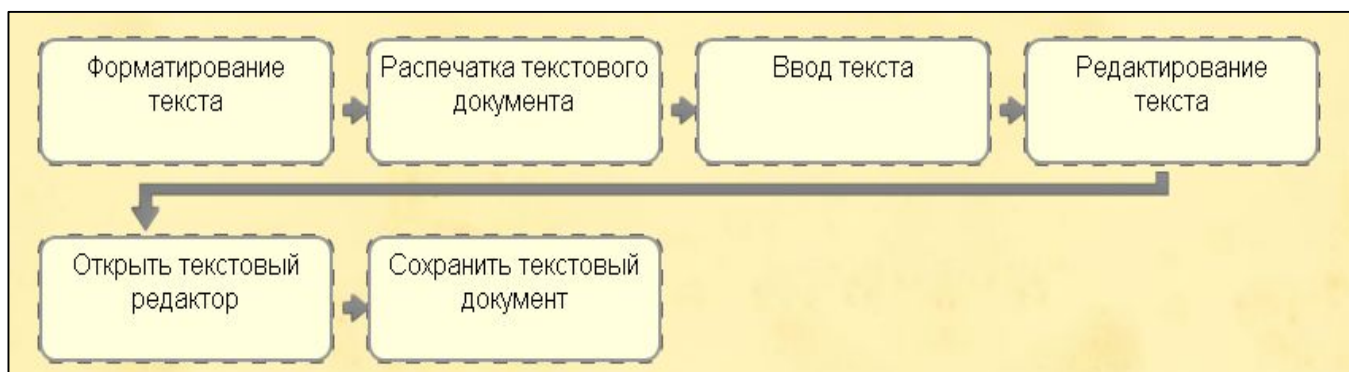 Форматирование
текста
Распечатка текстового
документа
Ввод текста
Редактирование
текста
Открыть текстовый
редактор
Сохранить текстовый
документ